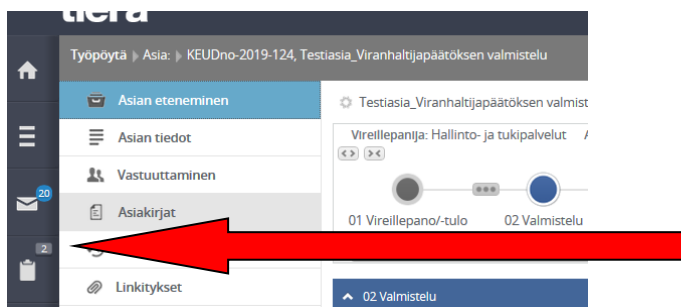 tiera
Työpöytä Asia: KEUDno-2019-124, Testiasia_Viranhaltijapäätöksen valmistelu
Asian eteneminen
Asian tiedot
Vastuuttaminen
20
Asiakirjat
2
Linkitykset
Testiasia_Viranhaltijapäätöksen valmist
Vireillepanija: Hallinto- ja tukipalvelut A
01 Vireillepano/-tulo 02 Valmistelu
02 Valmistelu